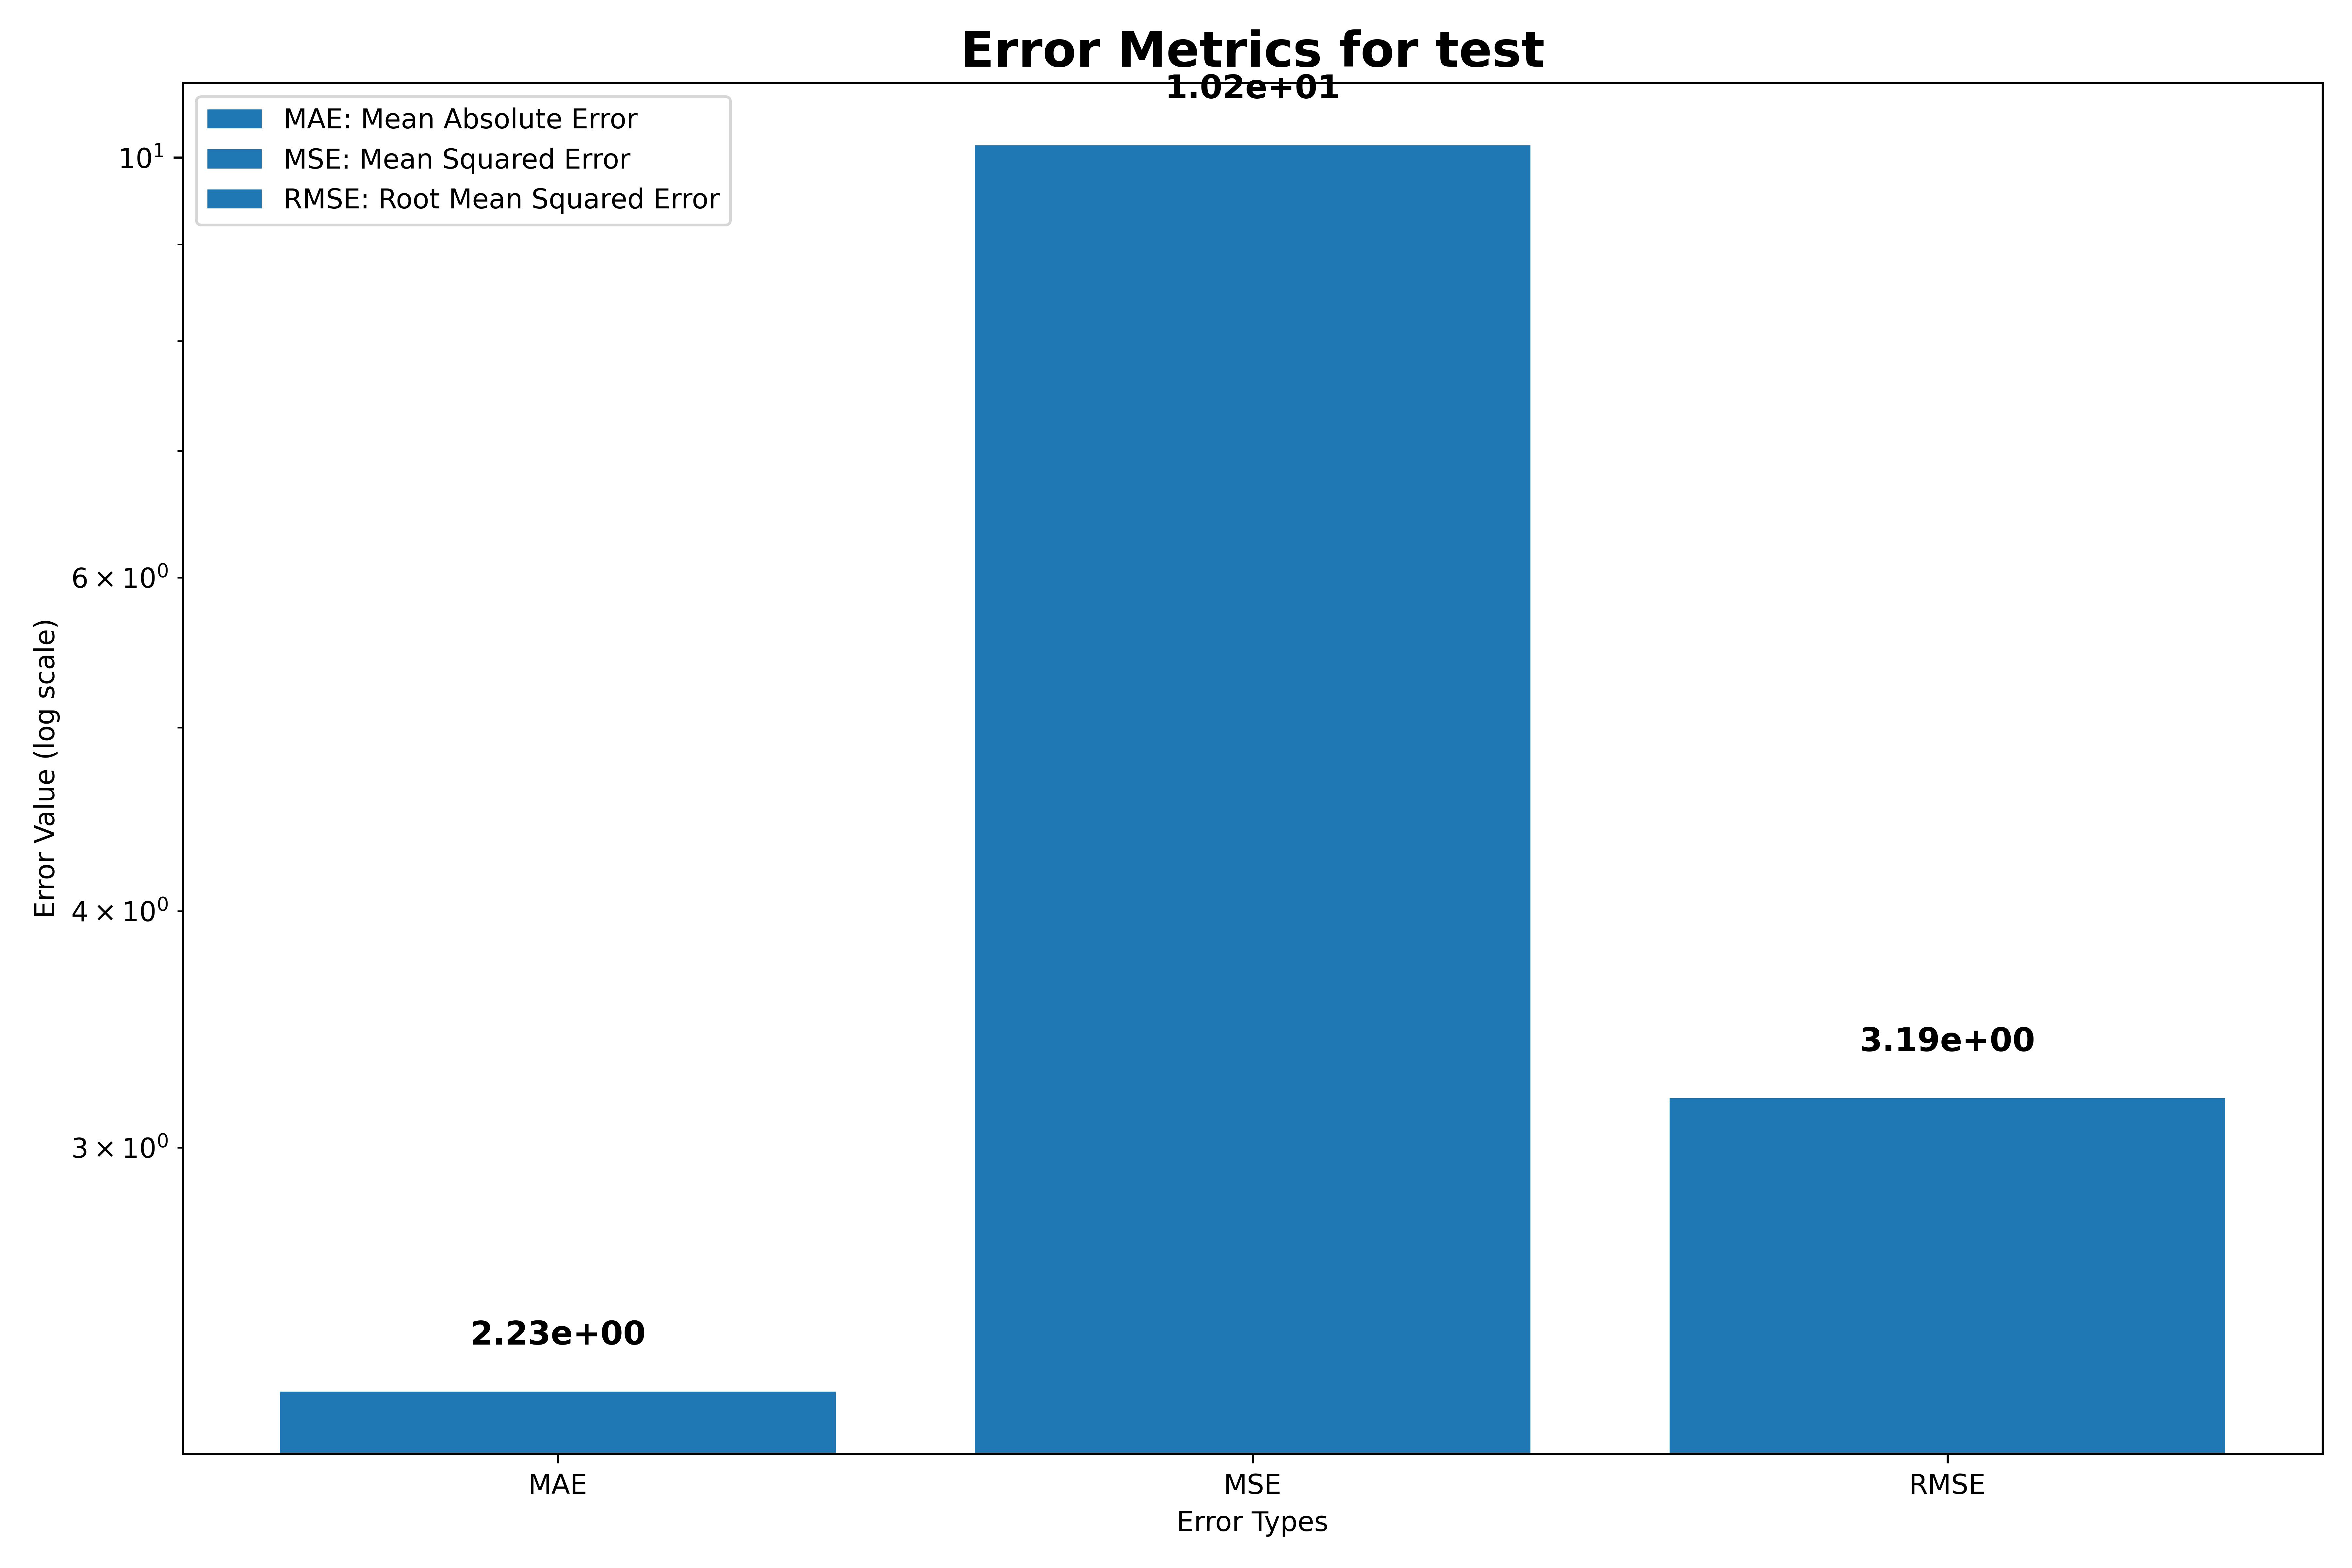 Error Metrics for test
1.02e+01
MAE: Mean Absolute Error
MSE: Mean Squared Error
RMSE: Root Mean Squared Error
10¹
6 × 10⁰
4 × 10⁰
3 × 10⁰
Error Value (log scale)
3.19e+00
2.23e+00
MAE
MSE
RMSE
Error Types